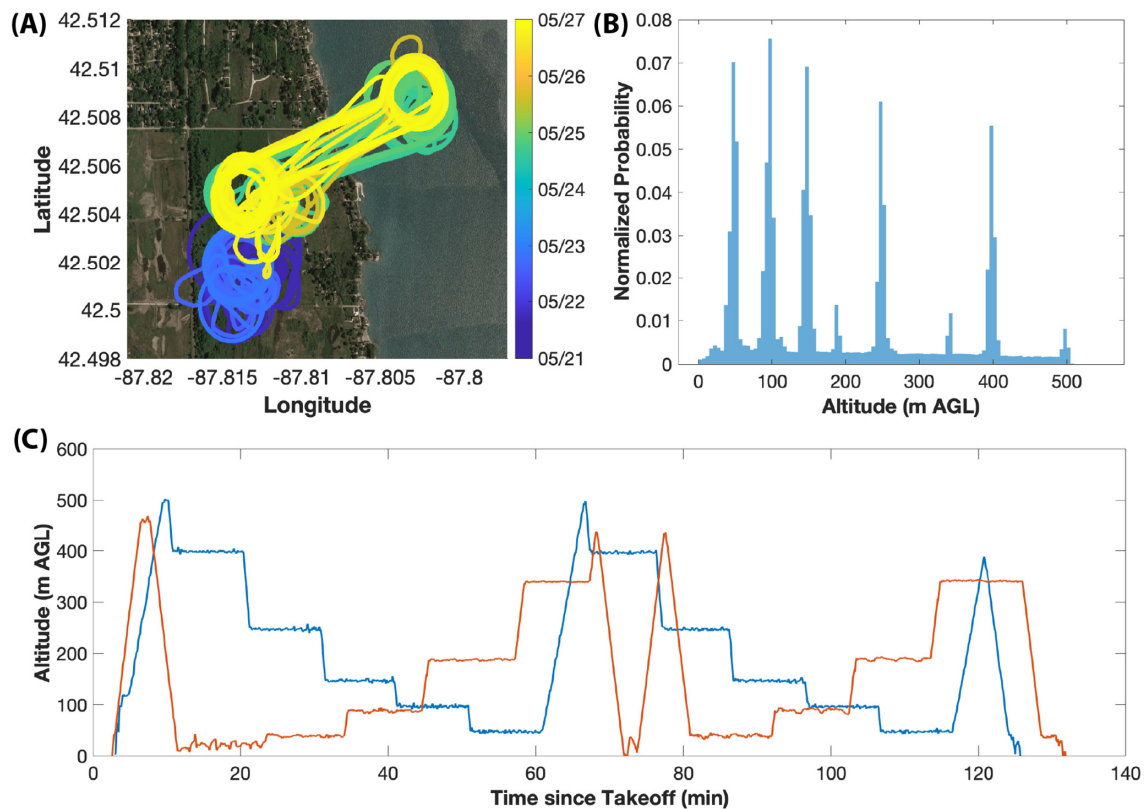 (A)
42.512
42.51
42.508
42.506
42.504
42.502
42.5
42.498
Latitude
-87.82 -87.815 -87.81 -87.805 -87.8
Longitude
05/27
05/26
05/25
05/24
05/23
05/22
05/21
(B)
0.08
0.07
0.06
0.05
0.04
0.03
0.02
0.01
0
Normalized Probability
0 100 200 300 400 500
Altitude (m AGL)
(C)
600
500
400
300
200
100
0
Altitude (m AGL)
0 20 40 60 80 100 120 140
Time since Takeoff (min)